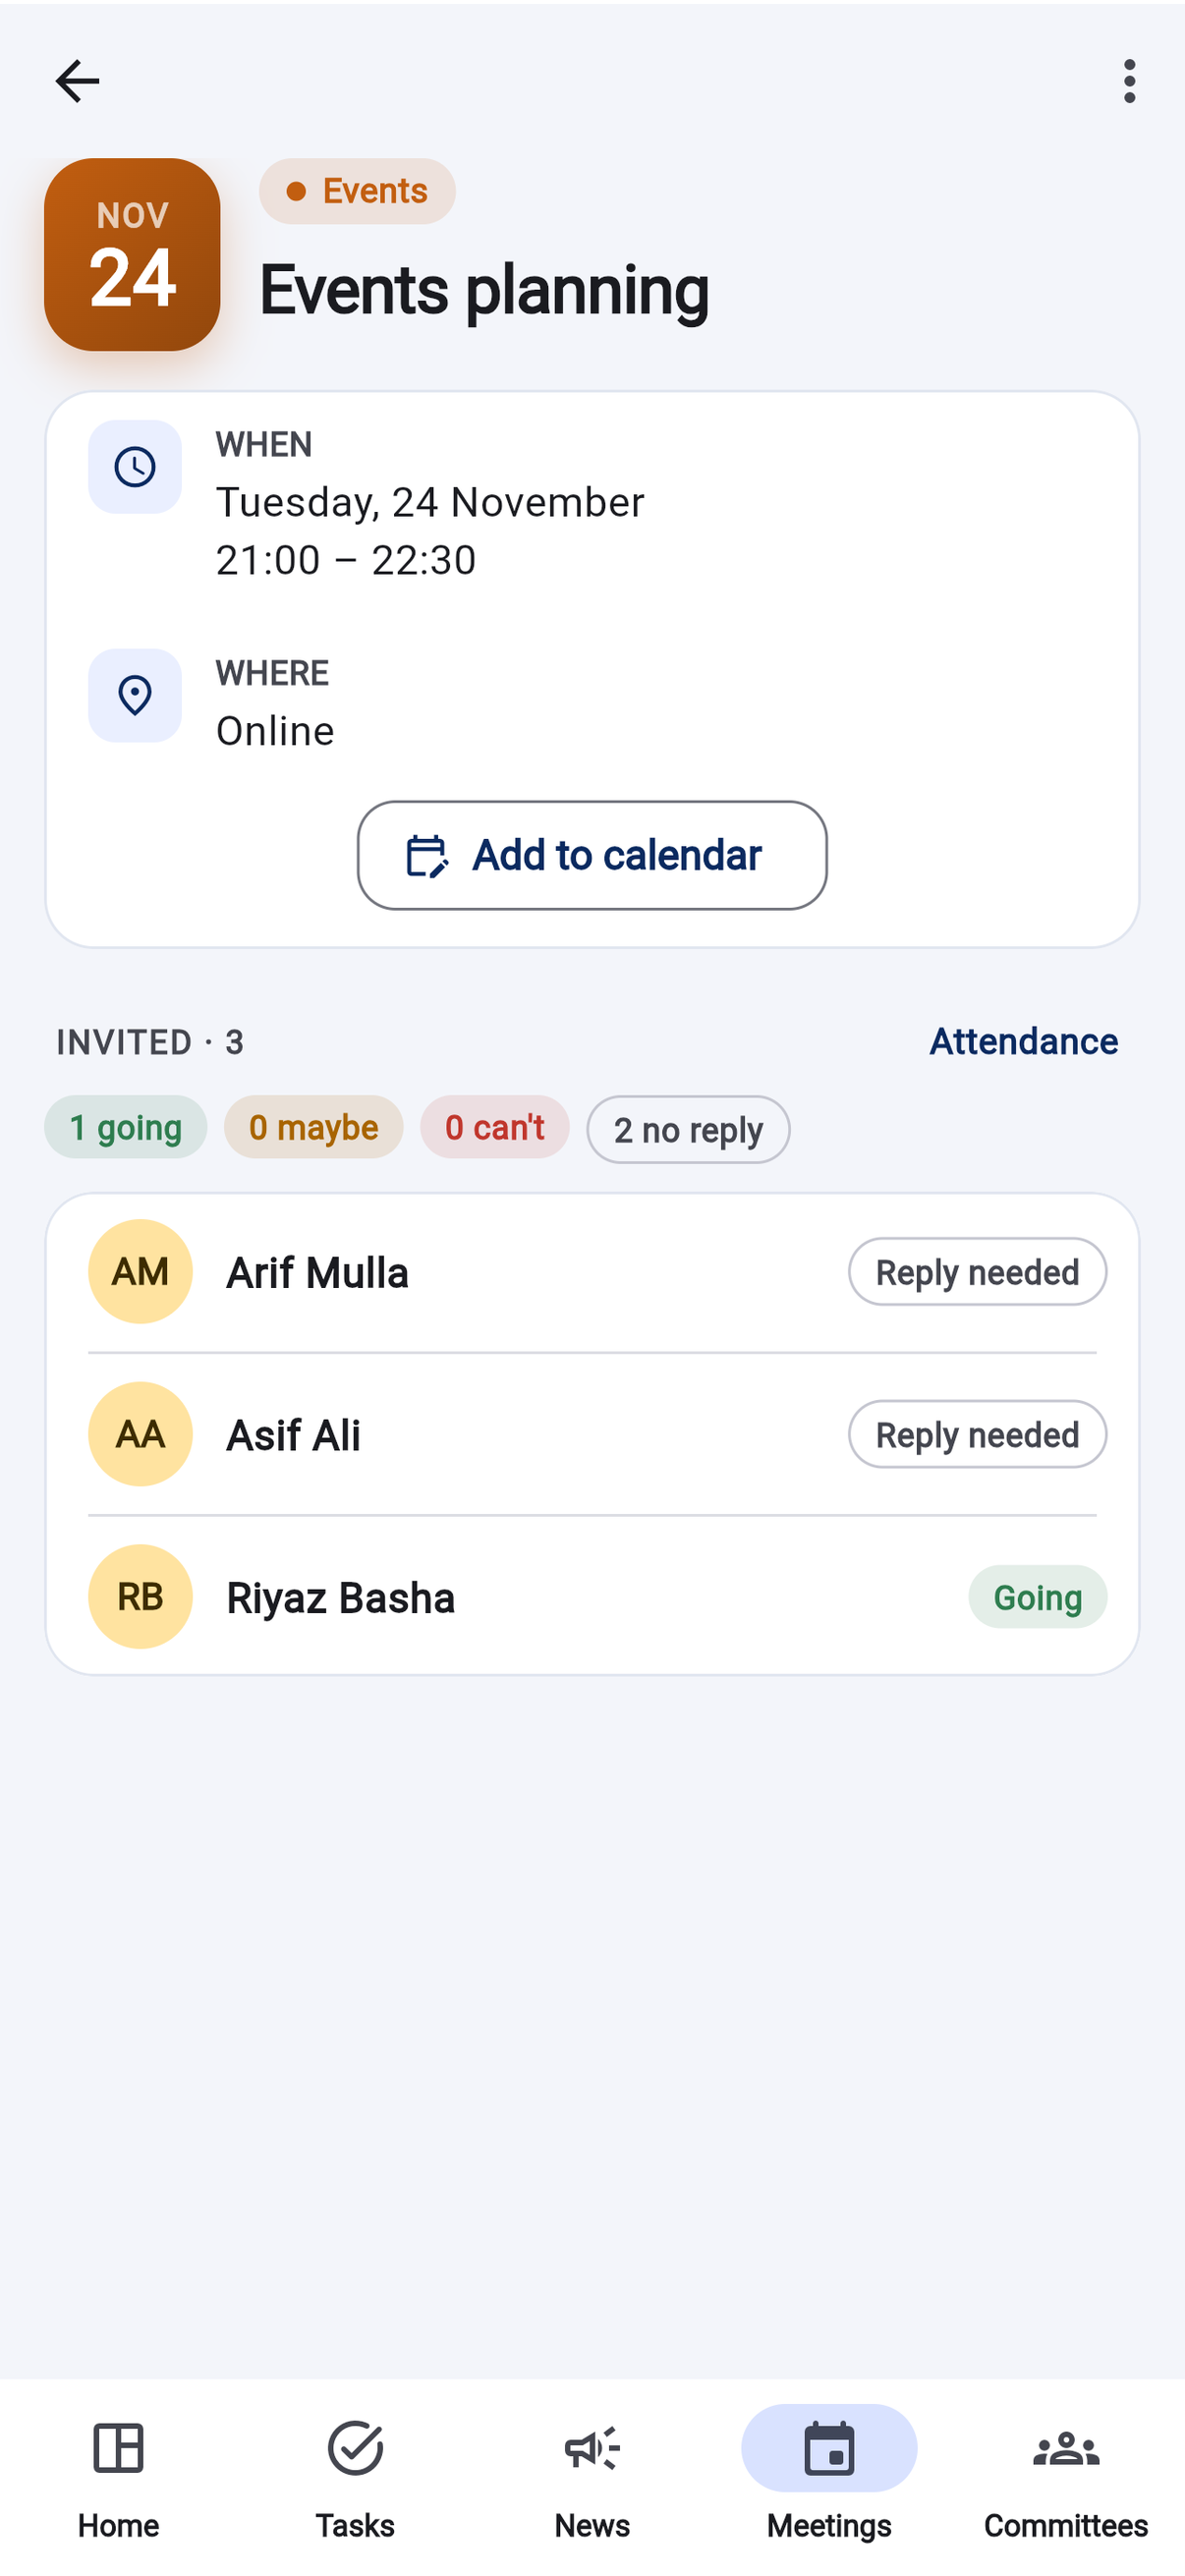 NOV
24
Events
Events planning
WHEN
Tuesday, 24 November
21:00 – 22:30
WHERE
Online
Add to calendar
INVITED · 3
Attendance
1 going
0 maybe
0 can't
2 no reply
AM
Arif Mulla
Reply needed
AA
Asif Ali
Reply needed
RB
Riyaz Basha
Going
Home
Tasks
News
Meetings
Committees